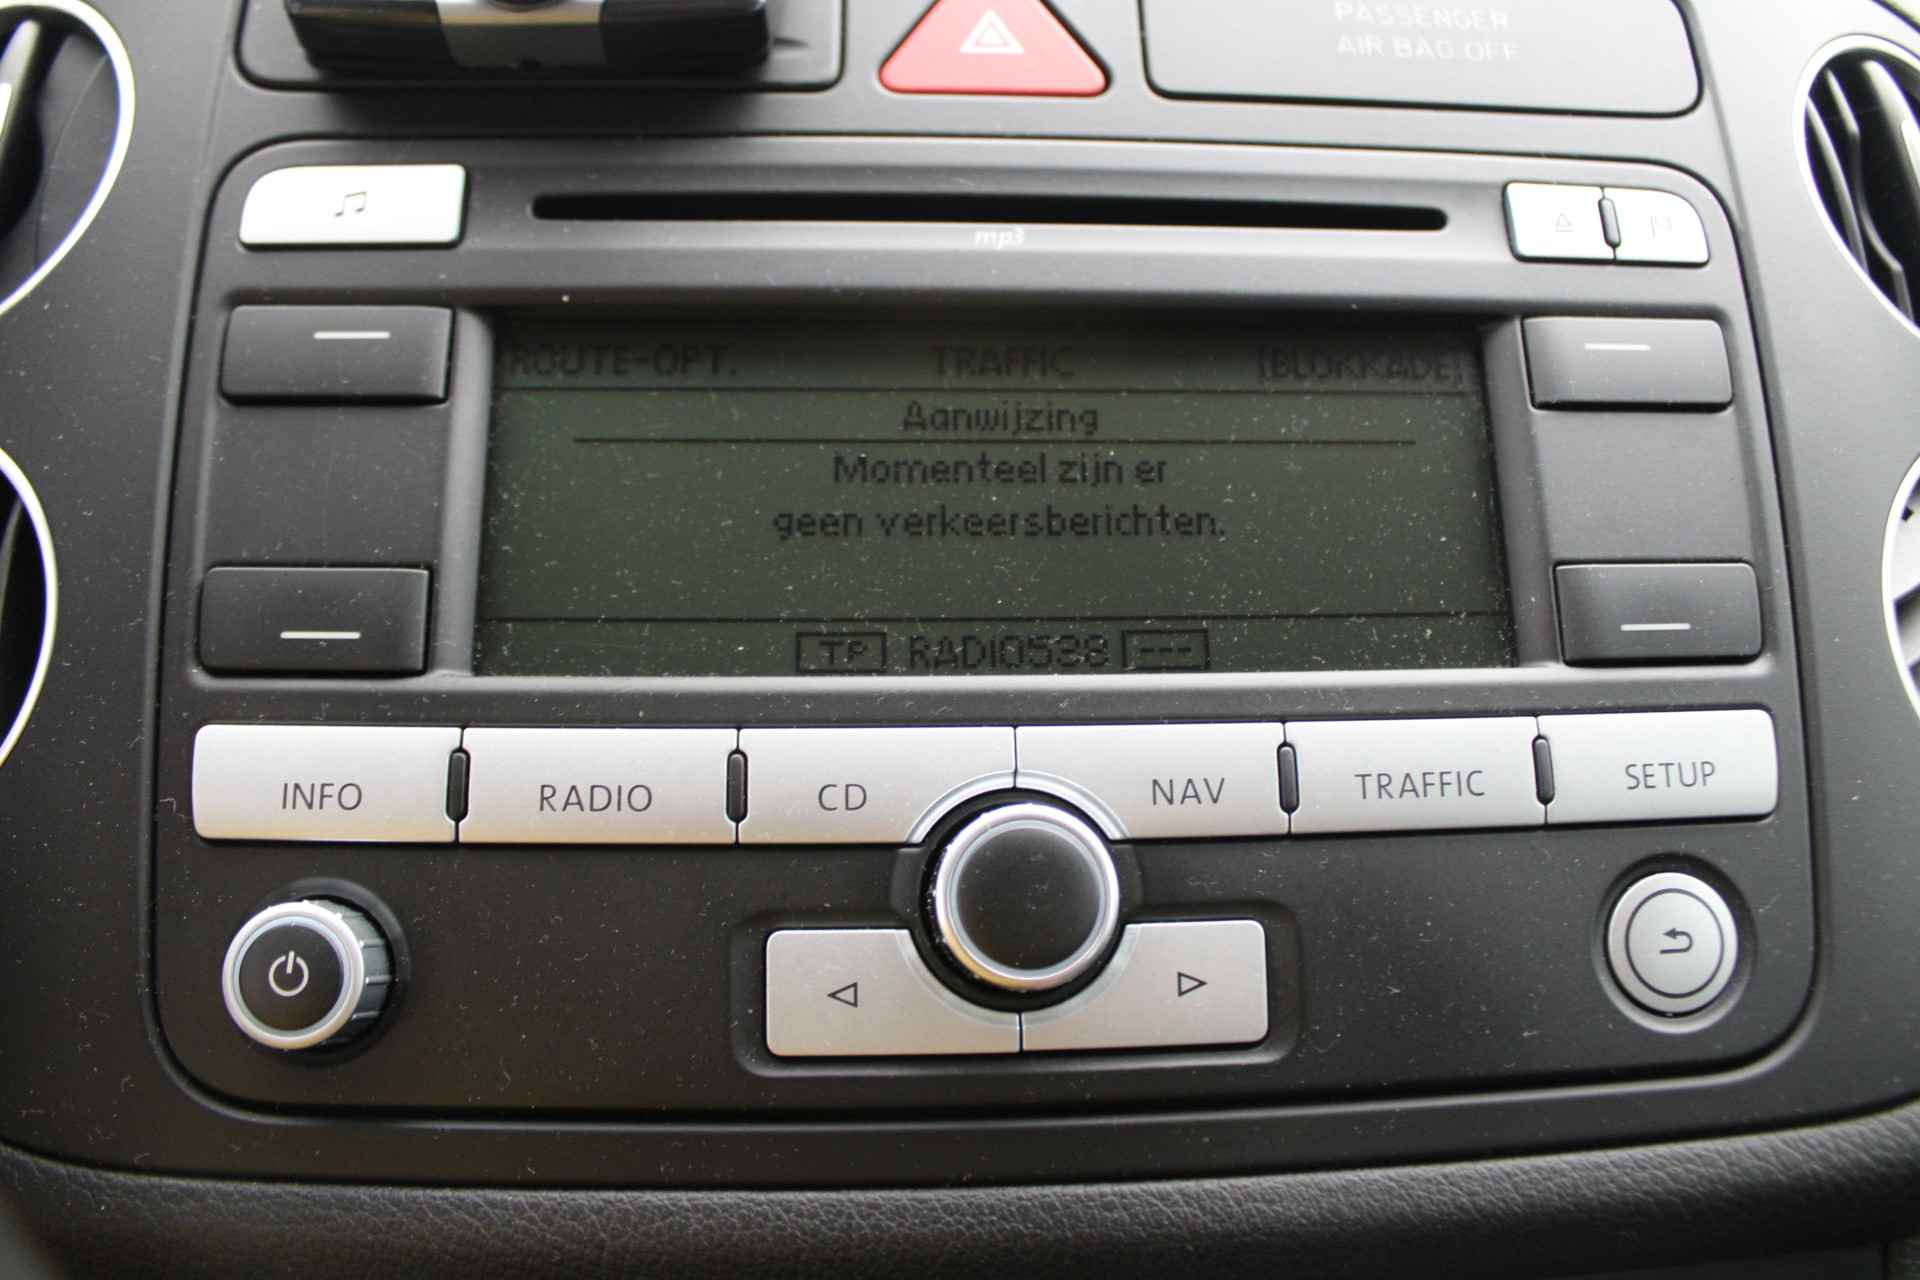 PASSENGER
AIR BAG OFF
mp3
ROUTE-OPT. TRAFFIC [BLOKKADE]
Aanwijzing
Momenteel zijn er
geen verkeersberichten.
TP RADIO538 ---
INFO RADIO CD NAV TRAFFIC SETUP